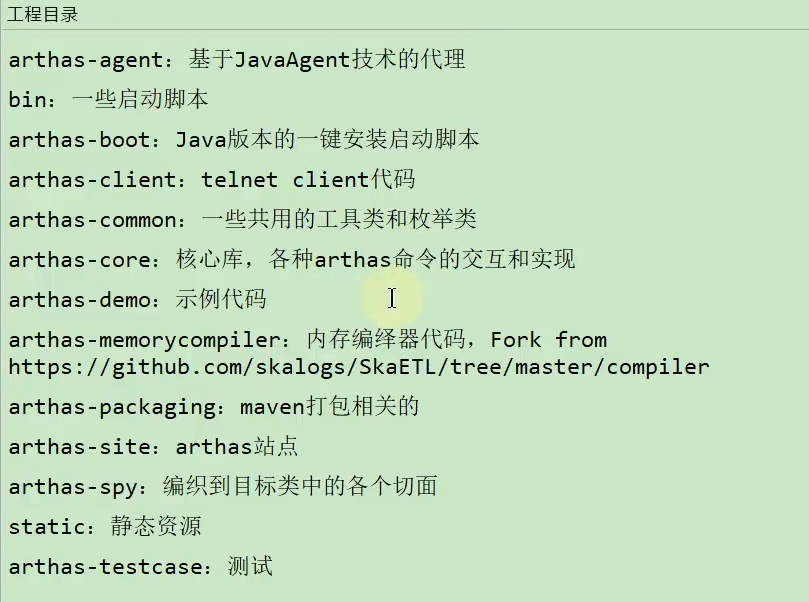 工程目录
arthas-agent：基于JavaAgent技术的代理
bin：一些启动脚本
arthas-boot：Java版本的一键安装启动脚本
arthas-client：telnet client代码
arthas-common：一些共用的工具类和枚举类
arthas-core：核心库，各种arthas命令的交互和实现
arthas-demo：示例代码
arthas-memorycompiler：内存编绎器代码，Fork from
https://github.com/skalogs/SkaETL/tree/master/compiler
arthas-packaging：maven打包相关的
arthas-site：arthas站点
arthas-spy：编织到目标类中的各个切面
static：静态资源
arthas-testcase：测试